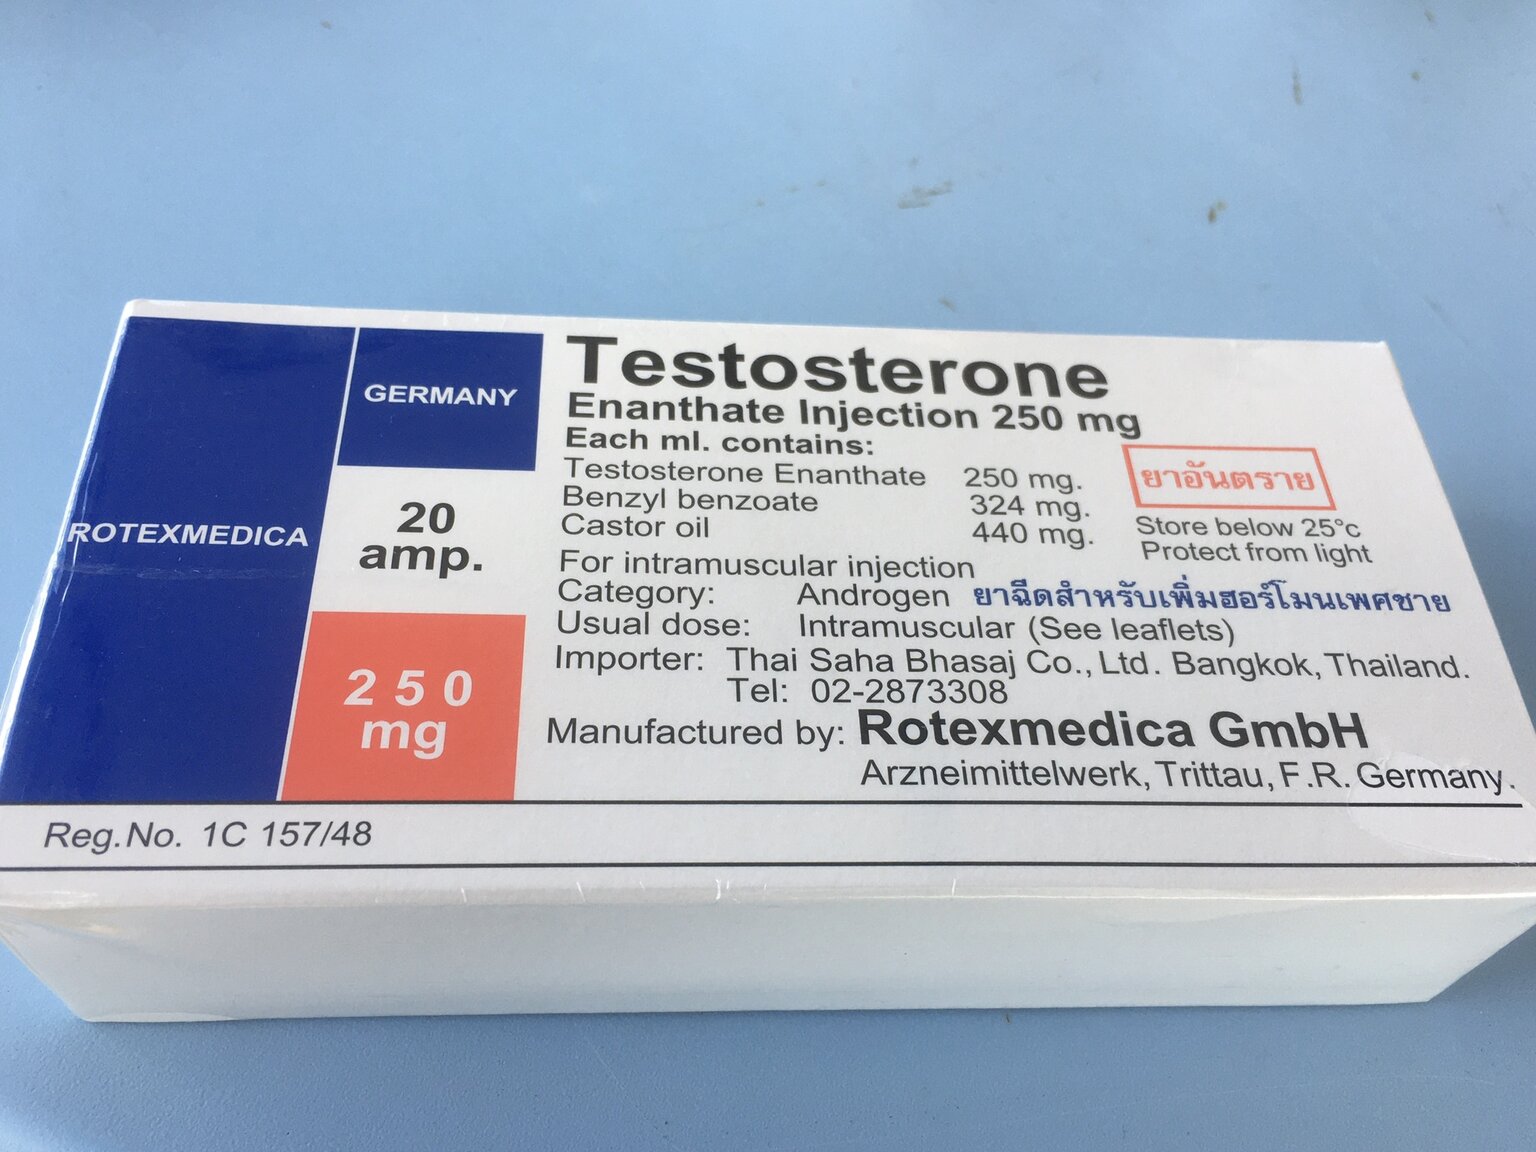 Testosterone
Enanthate Injection 250 mg
Each ml. contains:
Testosterone Enanthate 250 mg.
Benzyl benzoate 324 mg.
Castor oil 440 mg.
For intramuscular injection
Category: Androgen ยาฉีดสำหรับเพิ่มฮอร์โมนเพศชาย
Usual dose: Intramuscular (See leaflets)
Importer: Thai Saha Bhasaj Co., Ltd. Bangkok, Thailand.
Tel: 02-2873308
Manufactured by: Rotexmedica GmbH
Arzneimittelwerk, Trittau, F.R. Germany.
ยาอันตราย
Store below 25°c
Protect from light
GERMANY
ROTEXMEDICA
20
amp.
250
mg
Reg.No. 1C 157/48